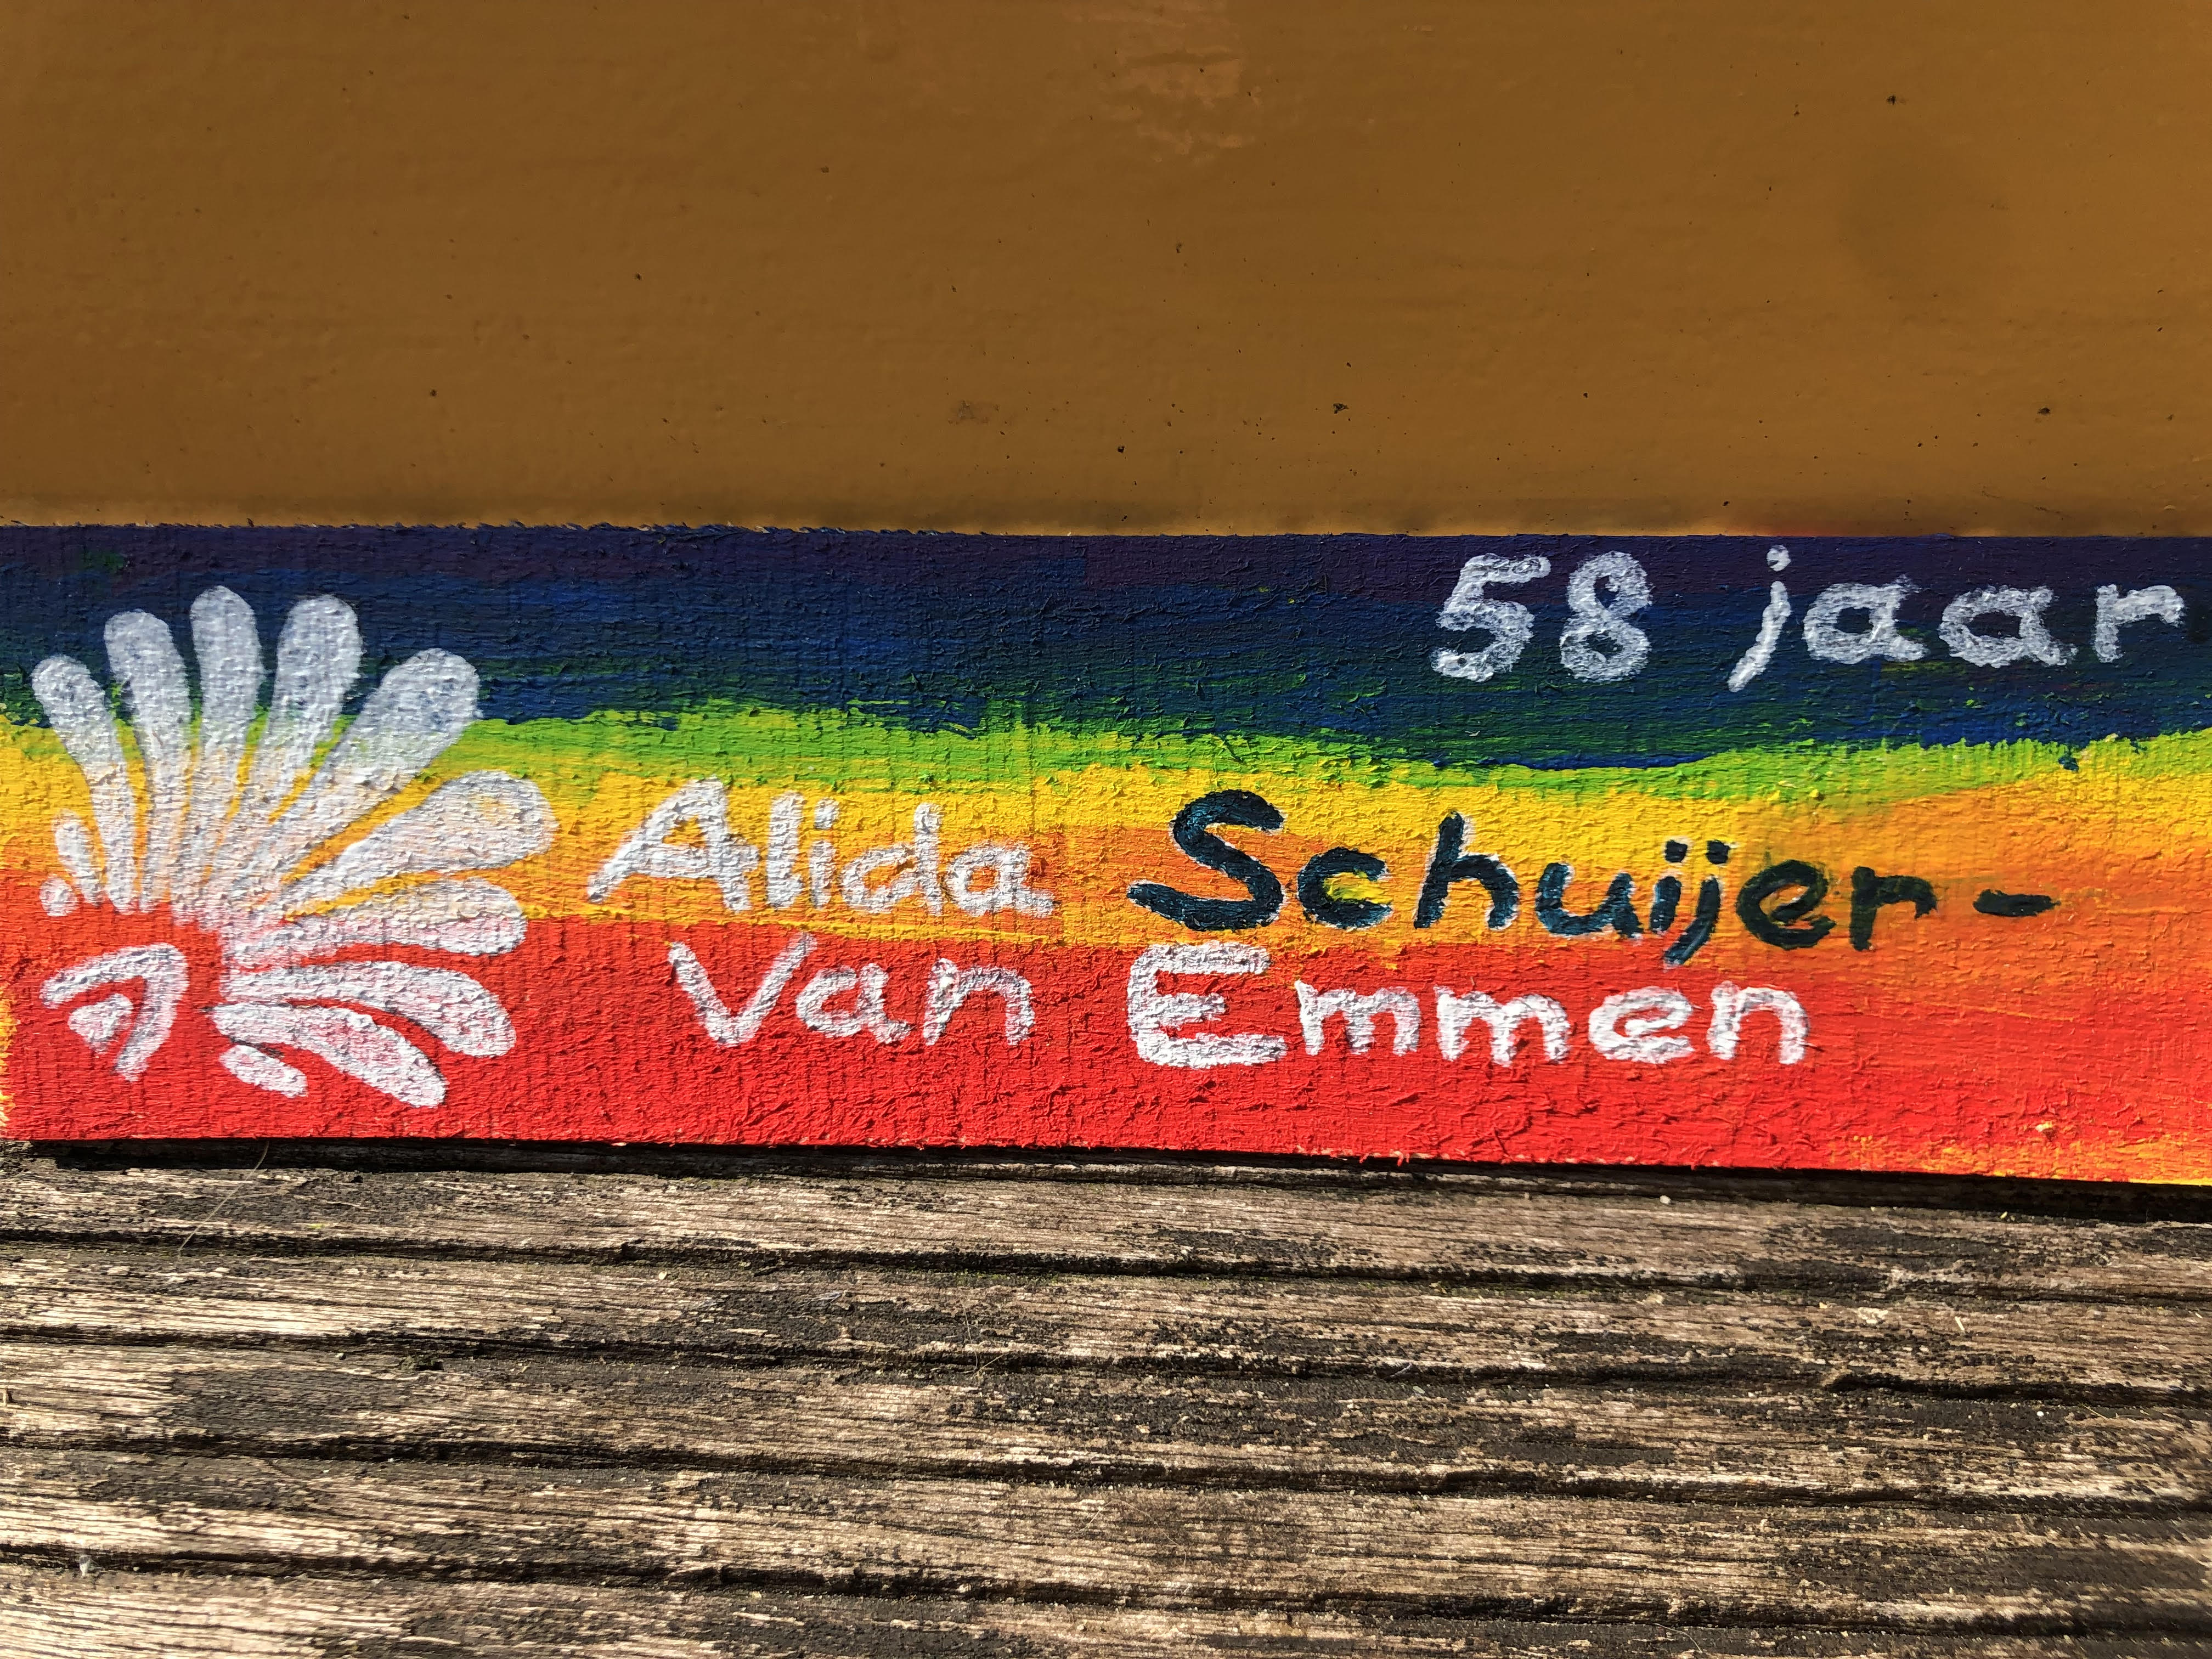 58 jaar
Alida Schuijer-
Van Emmen